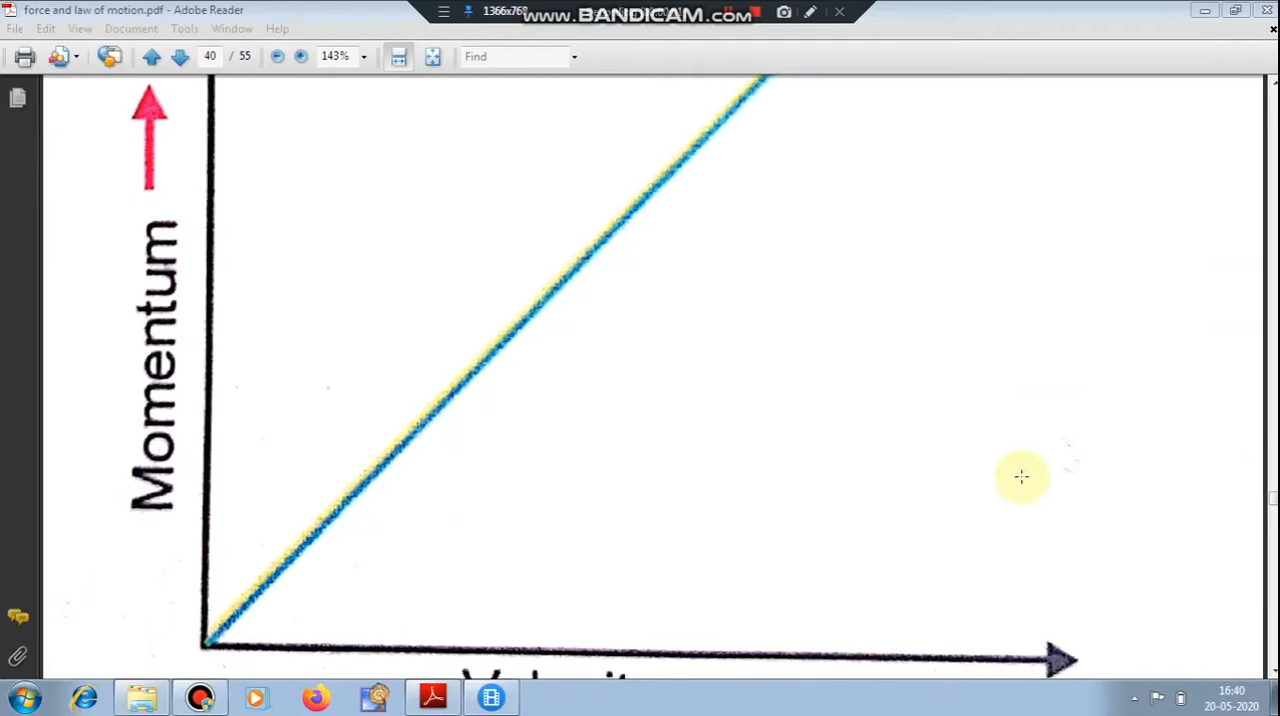 force and law of motion.pdf - Adobe Reader
1366x768
www.BANDICAM.com
File Edit View Document Tools Window Help
40 / 55 143% Find
Momentum
16:40
20-05-2020